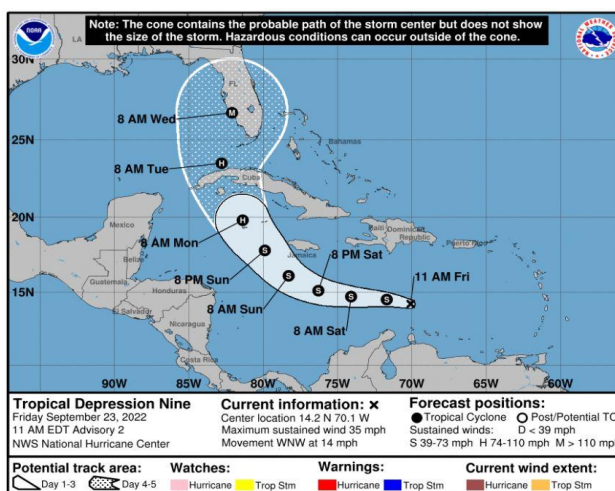 Note: The cone contains the probable path of the storm center but does not show
the size of the storm. Hazardous conditions can occur outside of the cone.
NOAA
LA
30N
FL
8 AM Wed
M
25N
Bahamas
8 AM Tue
H
Cuba
20N
Mexico
H
Haiti
Dominican
Republic
Puerto Rico
8 AM Mon
Jamaica
8 PM Sat
Belize
S
8 PM Sun
11 AM Fri
Guatemala
Honduras
S
15N
8 AM Sun
S
S
S
El Salvador
8 AM Sat
Nicaragua
Costa Rica
10N
90W 85W 80W 75W 70W 65W 60W
Tropical Depression Nine
Friday September 23, 2022
11 AM EDT Advisory 2
NWS National Hurricane Center
Current information: ×
Center location 14.2 N 70.1 W
Maximum sustained wind 35 mph
Movement WNW at 14 mph
Forecast positions:
Tropical Cyclone Post/Potential TC
Sustained winds: D < 39 mph
S 39-73 mph H 74-110 mph M > 110 mph
Potential track area:
Day 1-3 Day 4-5
Watches:
Hurricane Trop Stm
Warnings:
Hurricane Trop Stm
Current wind extent:
Hurricane Trop Stm